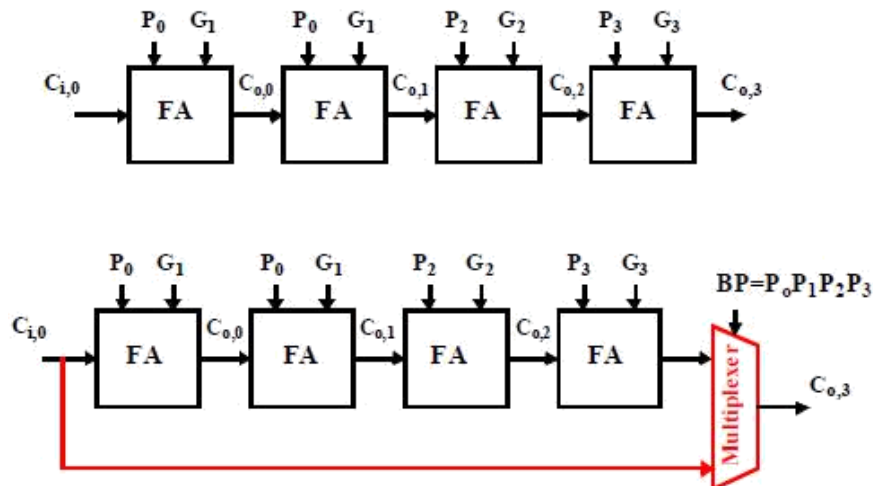 P0 G1 P0 G1 P2 G2 P3 G3
Ci,0 FA Co,0 FA Co,1 FA Co,2 FA Co,3
P0 G1 P0 G1 P2 G2 P3 G3 BP=PoP1P2P3
Ci,0 FA Co,0 FA Co,1 FA Co,2 FA Multiplexer Co,3